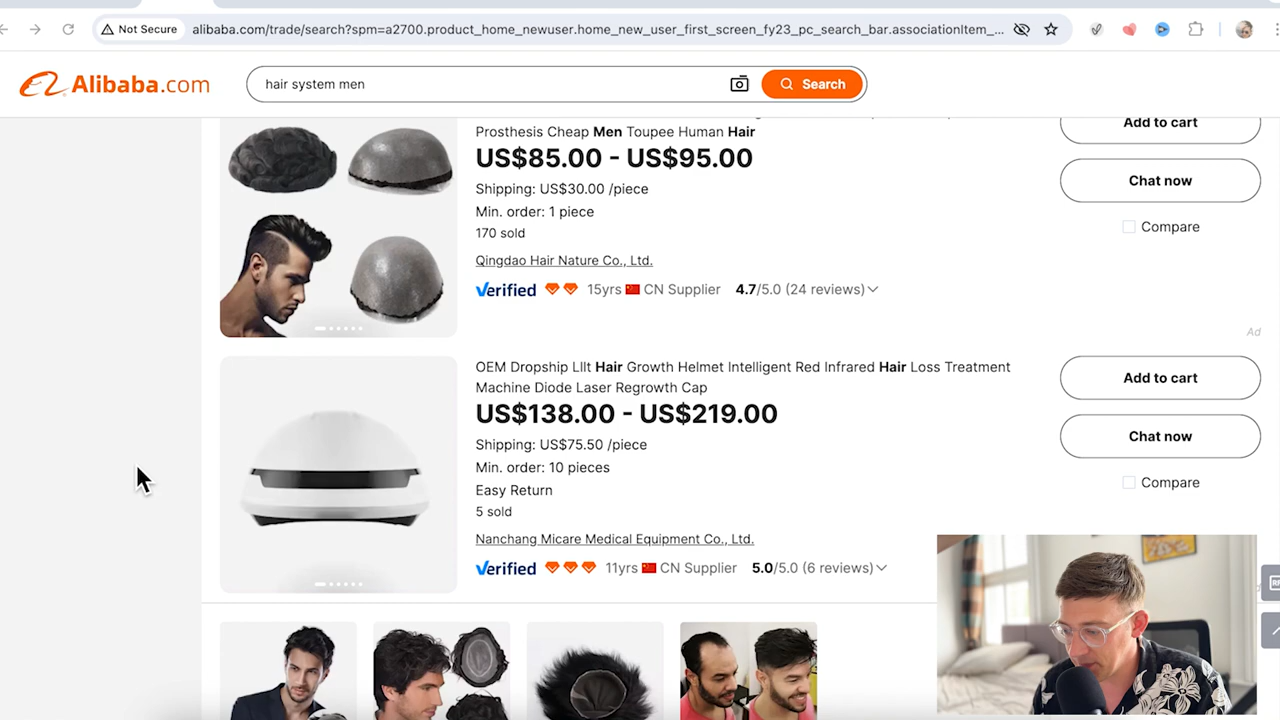 Not Secure
alibaba.com/trade/search?spm=a2700.product_home_newuser.home_new_user_first_screen_fy23_pc_search_bar.associationItem_...
Alibaba.com
hair system men
Search
Prosthesis Cheap Men Toupee Human Hair
US$85.00 - US$95.00
Shipping: US$30.00 /piece
Min. order: 1 piece
170 sold
Qingdao Hair Nature Co., Ltd.
Verified 15yrs CN Supplier 4.7/5.0 (24 reviews)
Add to cart
Chat now
Compare
Ad
OEM Dropship Lllt Hair Growth Helmet Intelligent Red Infrared Hair Loss Treatment
Machine Diode Laser Regrowth Cap
US$138.00 - US$219.00
Shipping: US$75.50 /piece
Min. order: 10 pieces
Easy Return
5 sold
Nanchang Micare Medical Equipment Co., Ltd.
Verified 11yrs CN Supplier 5.0/5.0 (6 reviews)
Add to cart
Chat now
Compare